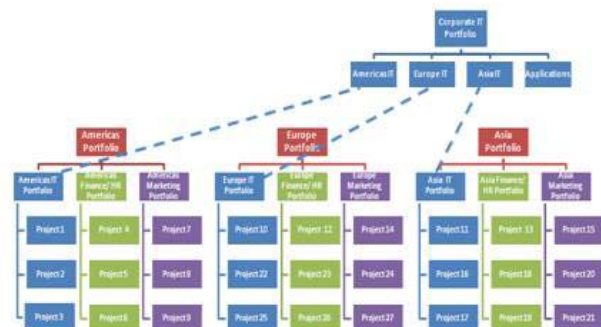 Corporate IT
Portfolio
Americas IT
Europe IT
Asia IT
Applications
Americas
Portfolio
Europe
Portfolio
Asia
Portfolio
Americas IT
Portfolio
Americas
Finance/ HR
Portfolio
Americas
Marketing
Portfolio
Europe IT
Portfolio
Europe
Finance/ HR
Portfolio
Europe
Marketing
Portfolio
Asia IT
Portfolio
Asia Finance/
HR Portfolio
Asia
Marketing
Portfolio
Project 1
Project 4
Project 7
Project 10
Project 12
Project 14
Project 11
Project 13
Project 15
Project 2
Project 5
Project 8
Project 22
Project 23
Project 24
Project 16
Project 18
Project 20
Project 3
Project 6
Project 9
Project 25
Project 26
Project 27
Project 17
Project 19
Project 21